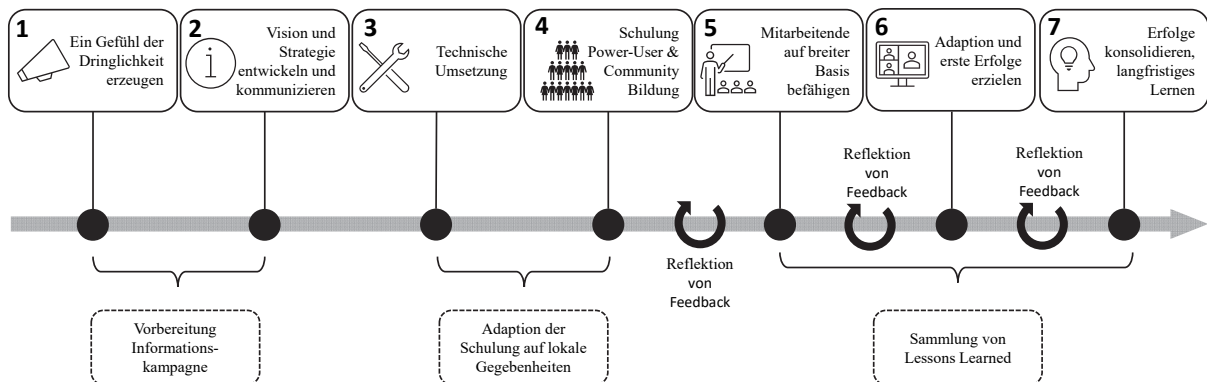 1
Ein Gefühl der
Dringlichkeit
erzeugen
2
Vision und
Strategie
entwickeln und
kommunizieren
i
3
Technische
Umsetzung
4
Schulung
Power-User &
Community
Bildung
5
Mitarbeitende
auf breiter
Basis
befähigen
6
Adaption und
erste Erfolge
erzielen
7
Erfolge
konsolidieren,
langfristiges
Lernen
Reflektion
von
Feedback
Reflektion
von
Feedback
Reflektion
von
Feedback
Vorbereitung
Informations-
kampagne
Adaption der
Schulung auf lokale
Gegebenheiten
Sammlung von
Lessons Learned